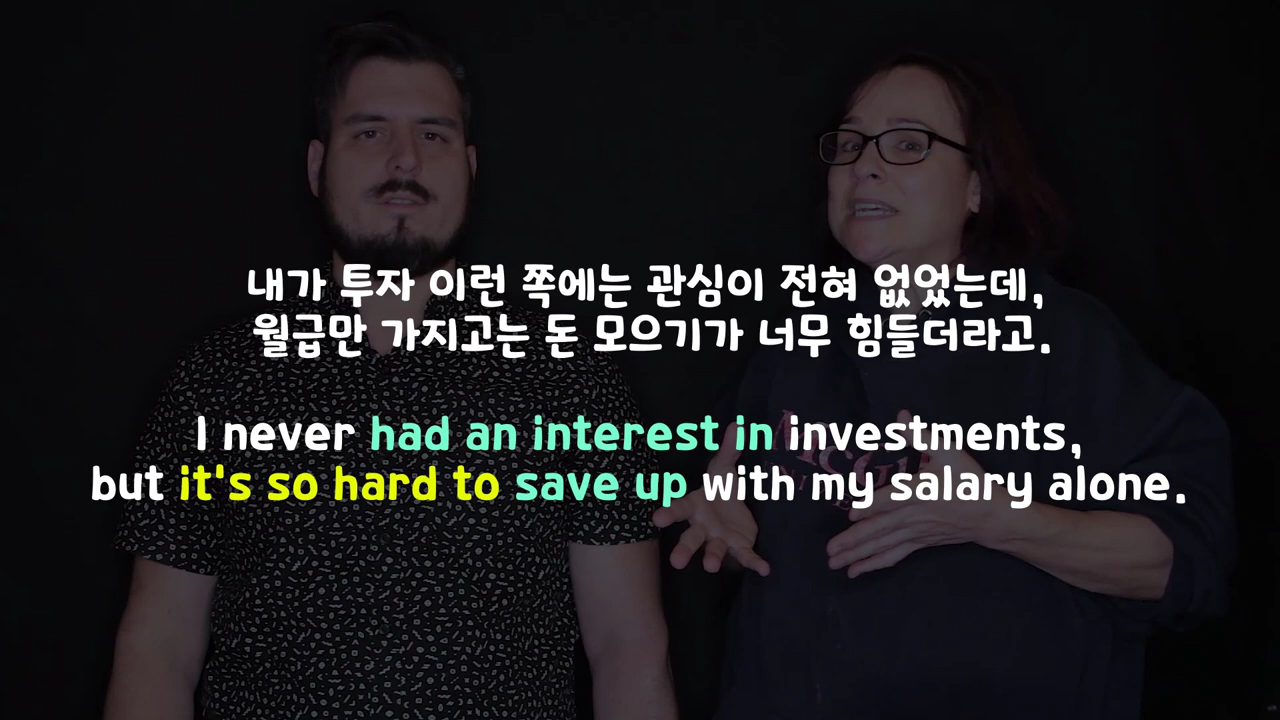 내가 투자 이런 쪽에는 관심이 전혀 없었는데,
월급만 가지고는 돈 모으기가 너무 힘들더라고.
I never had an interest in investments,
but it's so hard to save up with my salary alone.